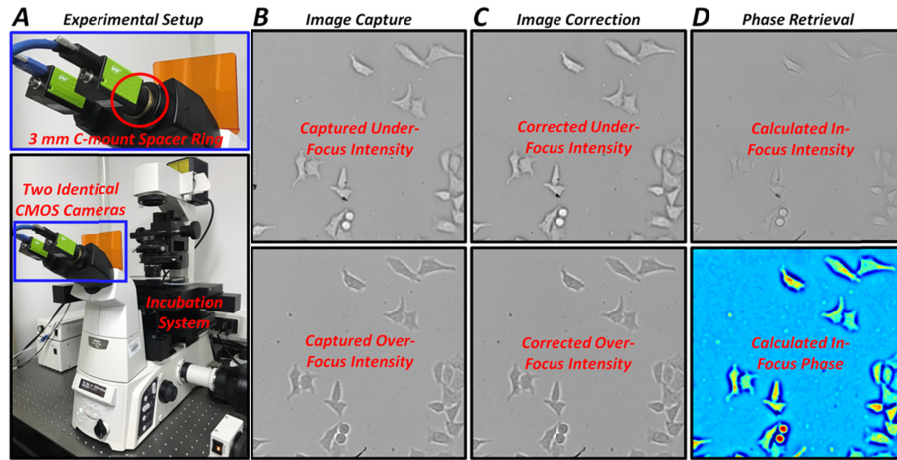 A Experimental Setup
3 mm C-mount Spacer Ring
Two Identical
CMOS Cameras
Incubation
System
B Image Capture
Captured Under-
Focus Intensity
Captured Over-
Focus Intensity
C Image Correction
Corrected Under-
Focus Intensity
Corrected Over-
Focus Intensity
D Phase Retrieval
Calculated In-
Focus Intensity
Calculated In-
Focus Phase